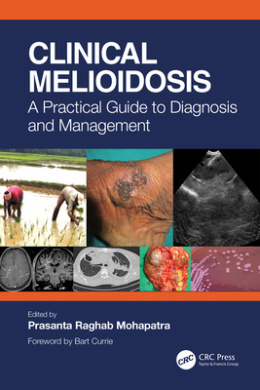 CLINICAL
MELIOIDOSIS
A Practical Guide to Diagnosis
and Management
Edited by
Prasanta Raghab Mohapatra
Foreword by Bart Currie
CRC
CRC Press
Taylor & Francis Group